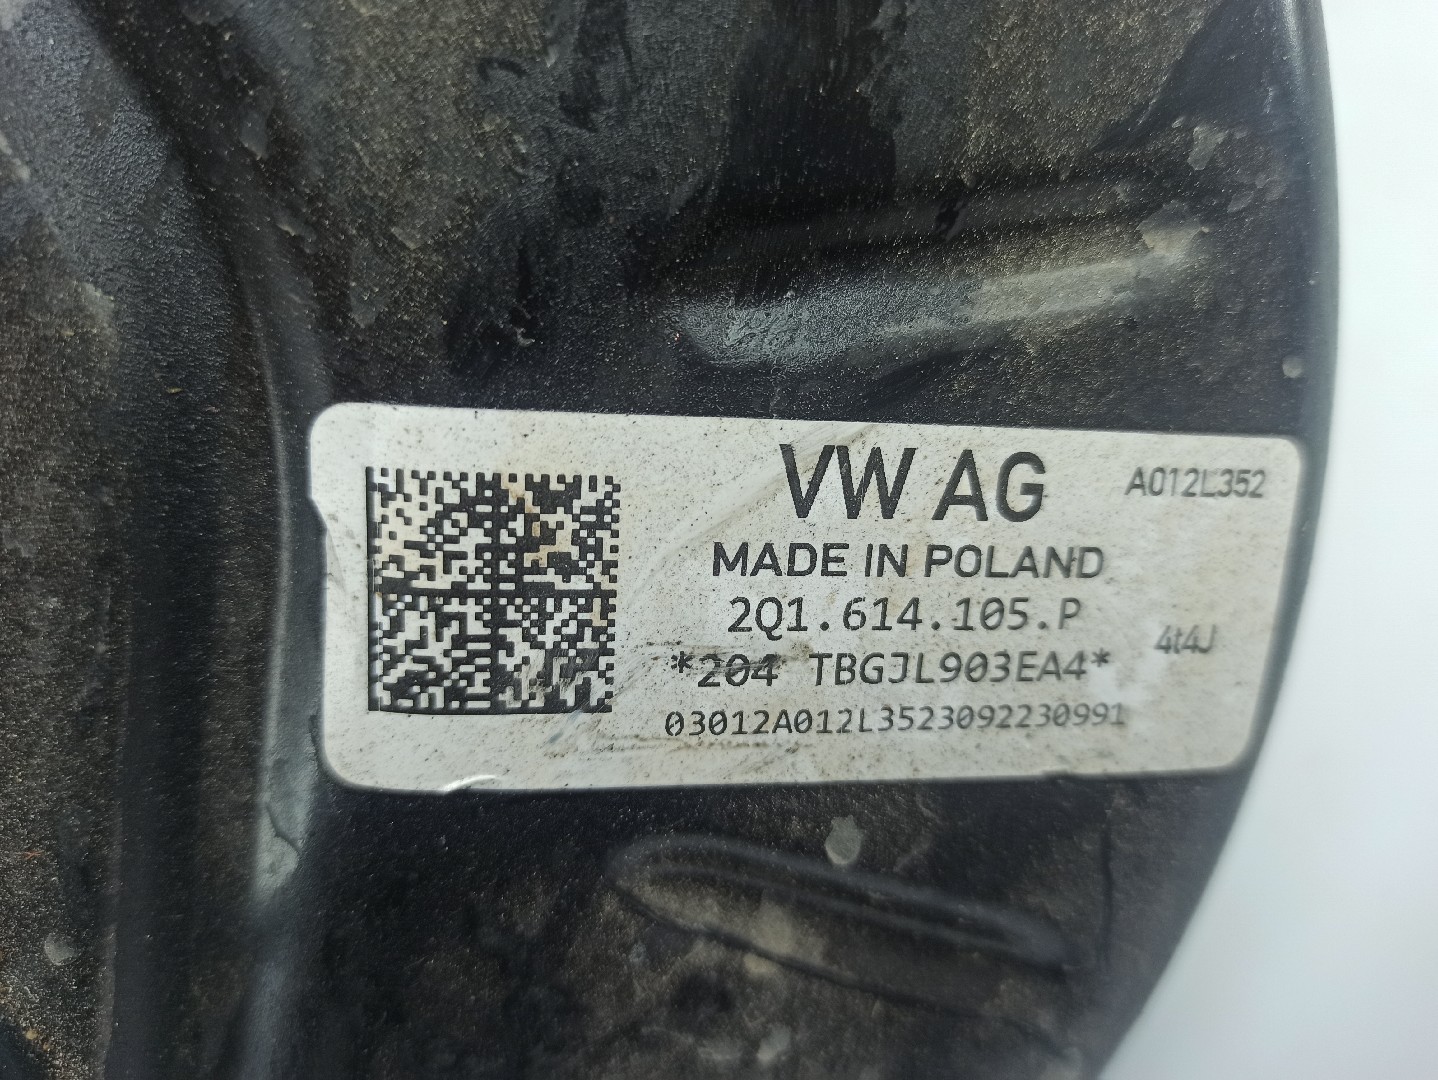 VW AG
A012L352
MADE IN POLAND
2Q1.614.105.P
4t4J
*204 TBGJL903EA4*
03012A012L3523092230991